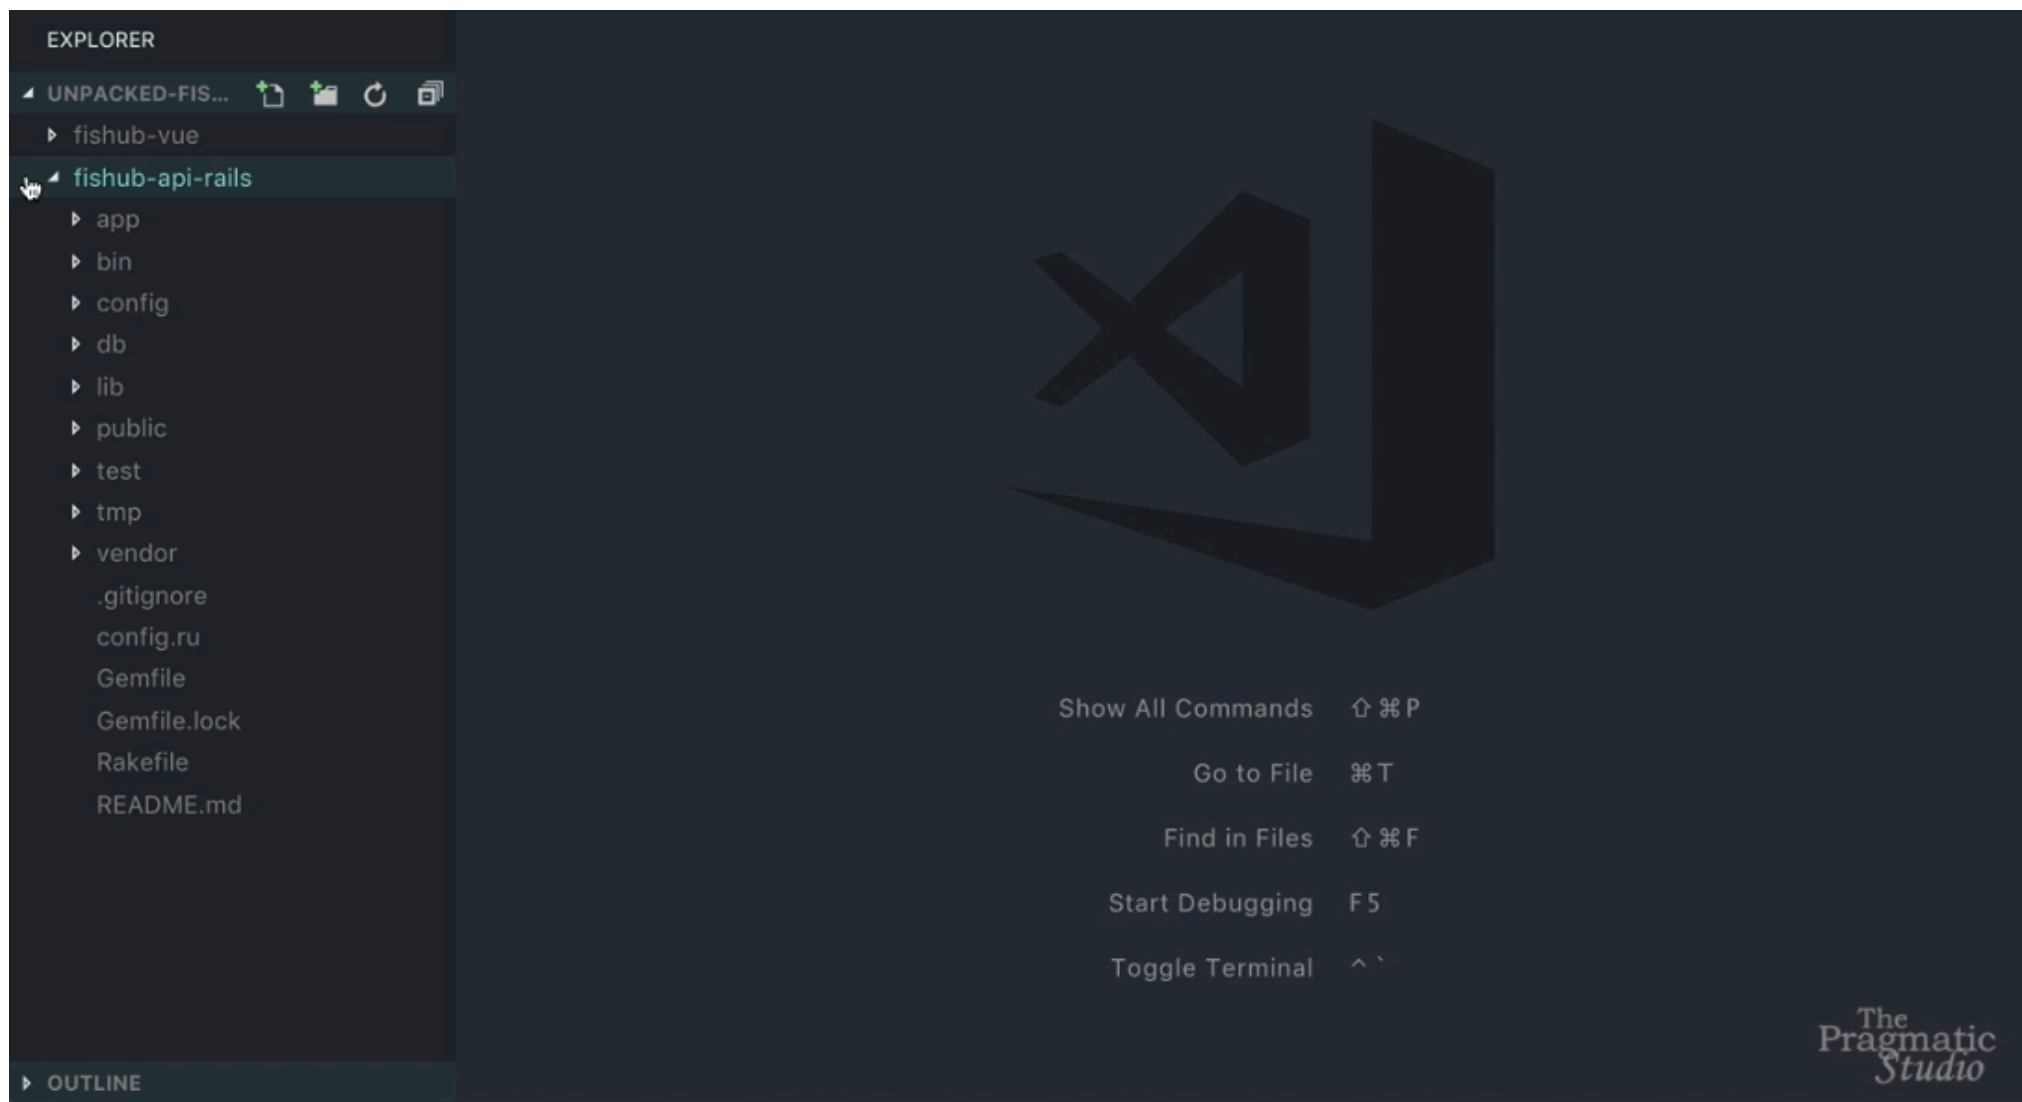 EXPLORER
UNPACKED-FIS...
fishub-vue
fishub-api-rails
app
bin
config
db
lib
public
test
tmp
vendor
.gitignore
config.ru
Gemfile
Gemfile.lock
Rakefile
README.md
OUTLINE
Show All Commands ⇧⌘P
Go to File ⌘T
Find in Files ⇧⌘F
Start Debugging F5
Toggle Terminal ^`
The
Pragmatic
Studio